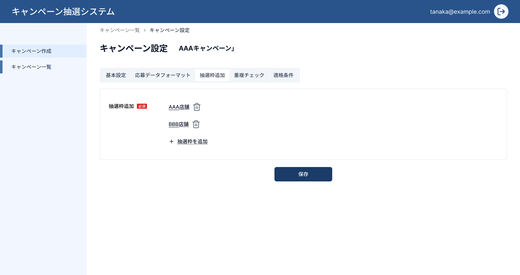 キャンペーン抽選システム
tanaka@example.com
キャンペーン作成
キャンペーン一覧
キャンペーン一覧 › キャンペーン設定
キャンペーン設定 AAAキャンペーン」
基本設定 応募データフォーマット 抽選枠追加 重複チェック 適格条件
抽選枠追加 必須
AAA店舗
BBB店舗
+ 抽選枠を追加
保存